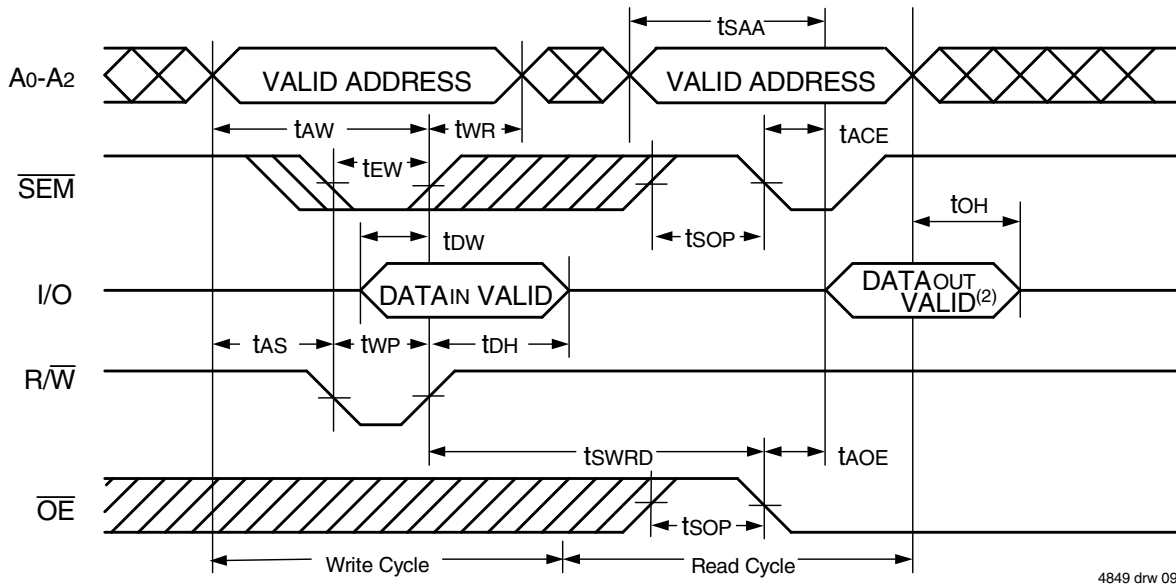 tSAA
A0-A2
VALID ADDRESS
VALID ADDRESS
tAW
tWR
tACE
tEW
SEM
tOH
tDW
tSOP
I/O
DATAIN VALID
DATAOUT
VALID(2)
tAS
tWP
tDH
R/W
tSWRD
tAOE
OE
tSOP
Write Cycle
Read Cycle
4849 drw 09